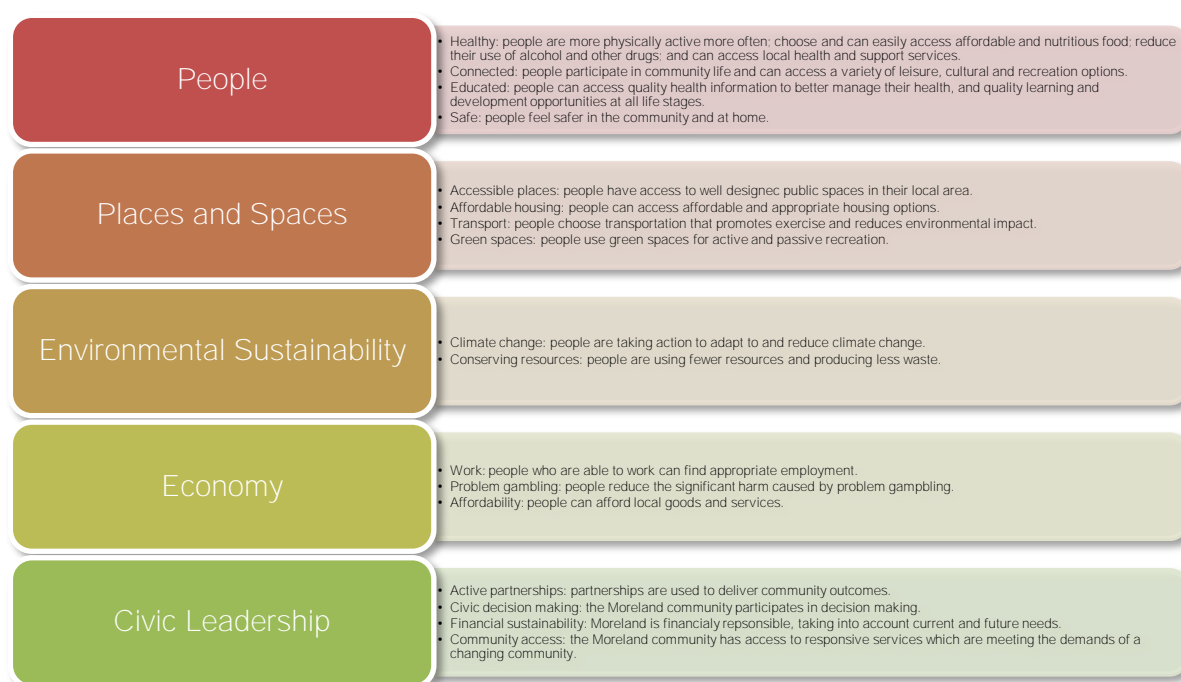 People
• Healthy: people are more physically active more often; choose and can easily access affordable and nutritious food; reduce
their use of alcohol and other drugs; and can access local health and support services.
• Connected: people participate in community life and can access a variety of leisure, cultural and recreation options.
• Educated: people can access quality health information to better manage their health, and quality learning and
development opportunities at all life stages.
• Safe: people feel safer in the community and at home.
Places and Spaces
• Accessible places: people have access to well designec public spaces in their local area.
• Affordable housing: people can access affordable and appropriate housing options.
• Transport: people choose transportation that promotes exercise and reduces environmental impact.
• Green spaces: people use green spaces for active and passive recreation.
Environmental Sustainability
• Climate change: people are taking action to adapt to and reduce climate change.
• Conserving resources: people are using fewer resources and producing less waste.
Economy
• Work: people who are able to work can find appropriate employment.
• Problem gambling: people reduce the significant harm caused by problem gampbling.
• Affordability: people can afford local goods and services.
Civic Leadership
• Active partnerships: partnerships are used to deliver community outcomes.
• Civic decision making: the Moreland community participates in decision making.
• Financial sustainability: Moreland is financialy repsonsible, taking into account current and future needs.
• Community access: the Moreland community has access to responsive services which are meeting the demands of a
changing community.